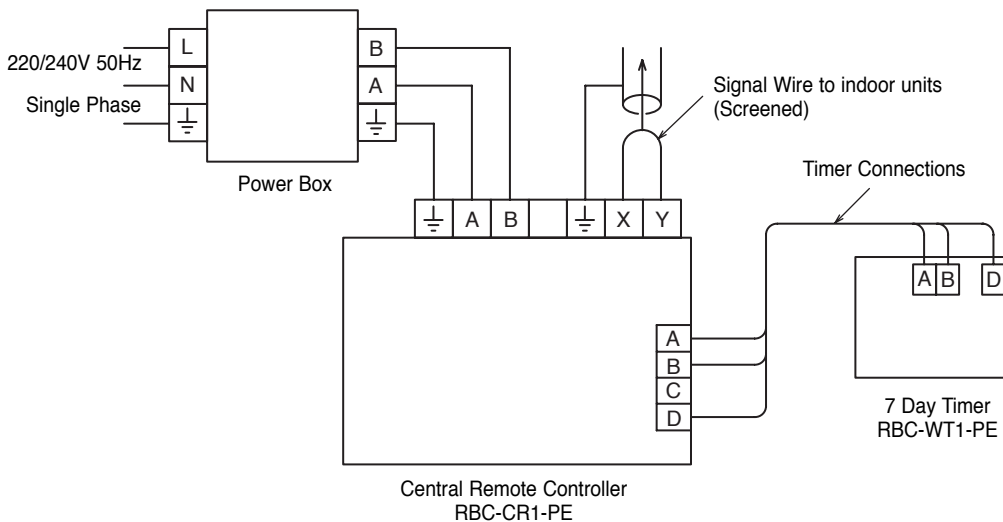 220/240V 50Hz
Single Phase
L
N
B
A
Power Box
Signal Wire to indoor units
(Screened)
Timer Connections
A B X Y
A B D
A
B
C
D
7 Day Timer
RBC-WT1-PE
Central Remote Controller
RBC-CR1-PE